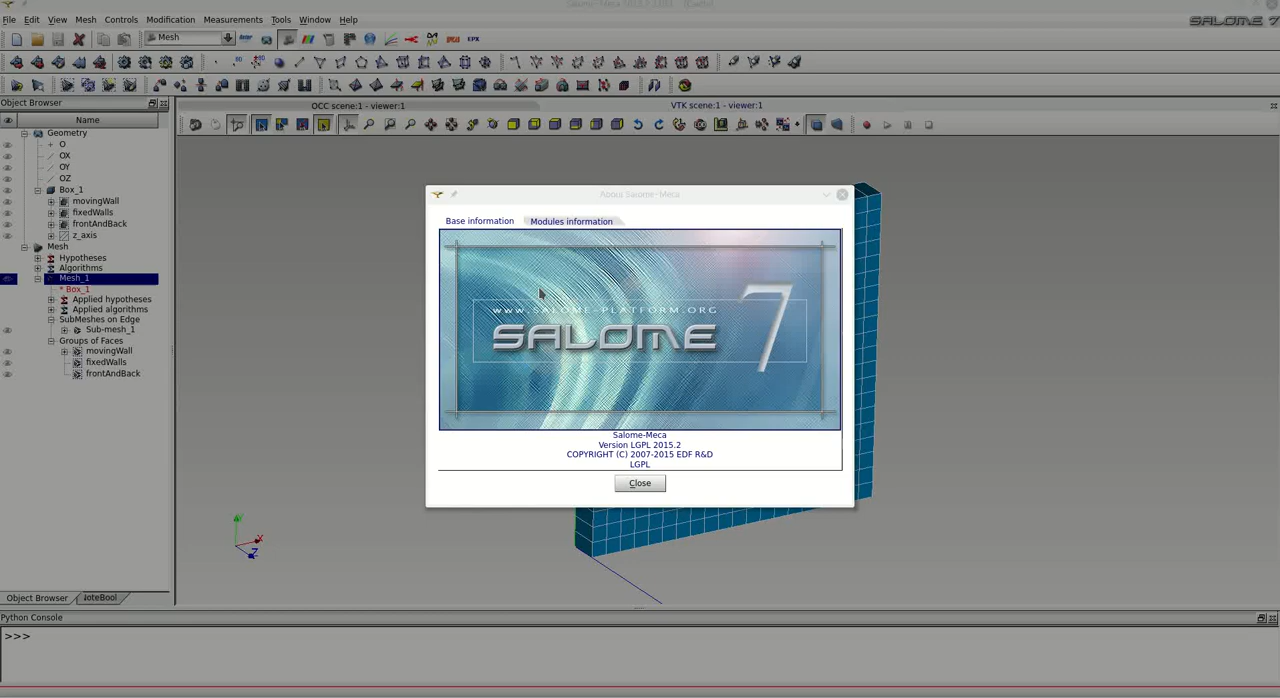 File Edit View Mesh Controls Modification Measurements Tools Window Help
SALOME 7
Mesh
Object Browser
OCC scene:1 - viewer:1
VTK scene:1 - viewer:1
Name
Geometry
O
OX
OY
OZ
Box_1
movingWall
fixedWalls
frontAndBack
z_axis
Mesh
Hypotheses
Algorithms
Mesh_1
* Box_1
Applied hypotheses
Applied algorithms
SubMeshes on Edge
Sub-mesh_1
Groups of Faces
movingWall
fixedWalls
frontAndBack
About Salome-Meca
Base information
Modules information
WWW.SALOME-PLATFORM.ORG
SALOME 7
Salome-Meca
Version LGPL 2015.2
COPYRIGHT (C) 2007-2015 EDF R&D
LGPL
Close
Y
X
Z
Object Browser
Python Console
>>>